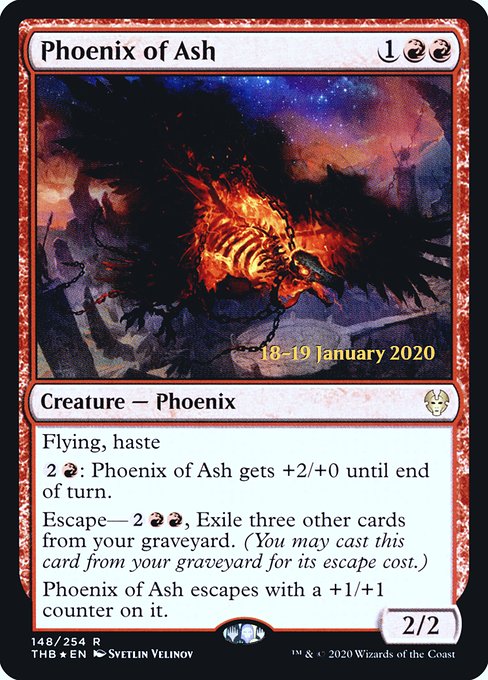 Phoenix of Ash 1
18-19 January 2020
Creature — Phoenix
Flying, haste
2: Phoenix of Ash gets +2/+0 until end
of turn.
Escape—2, Exile three other cards
from your graveyard. (You may cast this
card from your graveyard for its escape cost.)
Phoenix of Ash escapes with a +1/+1
counter on it.
2/2
148/254 R
THB★EN Svetlin Velinov
™ & © 2020 Wizards of the Coast